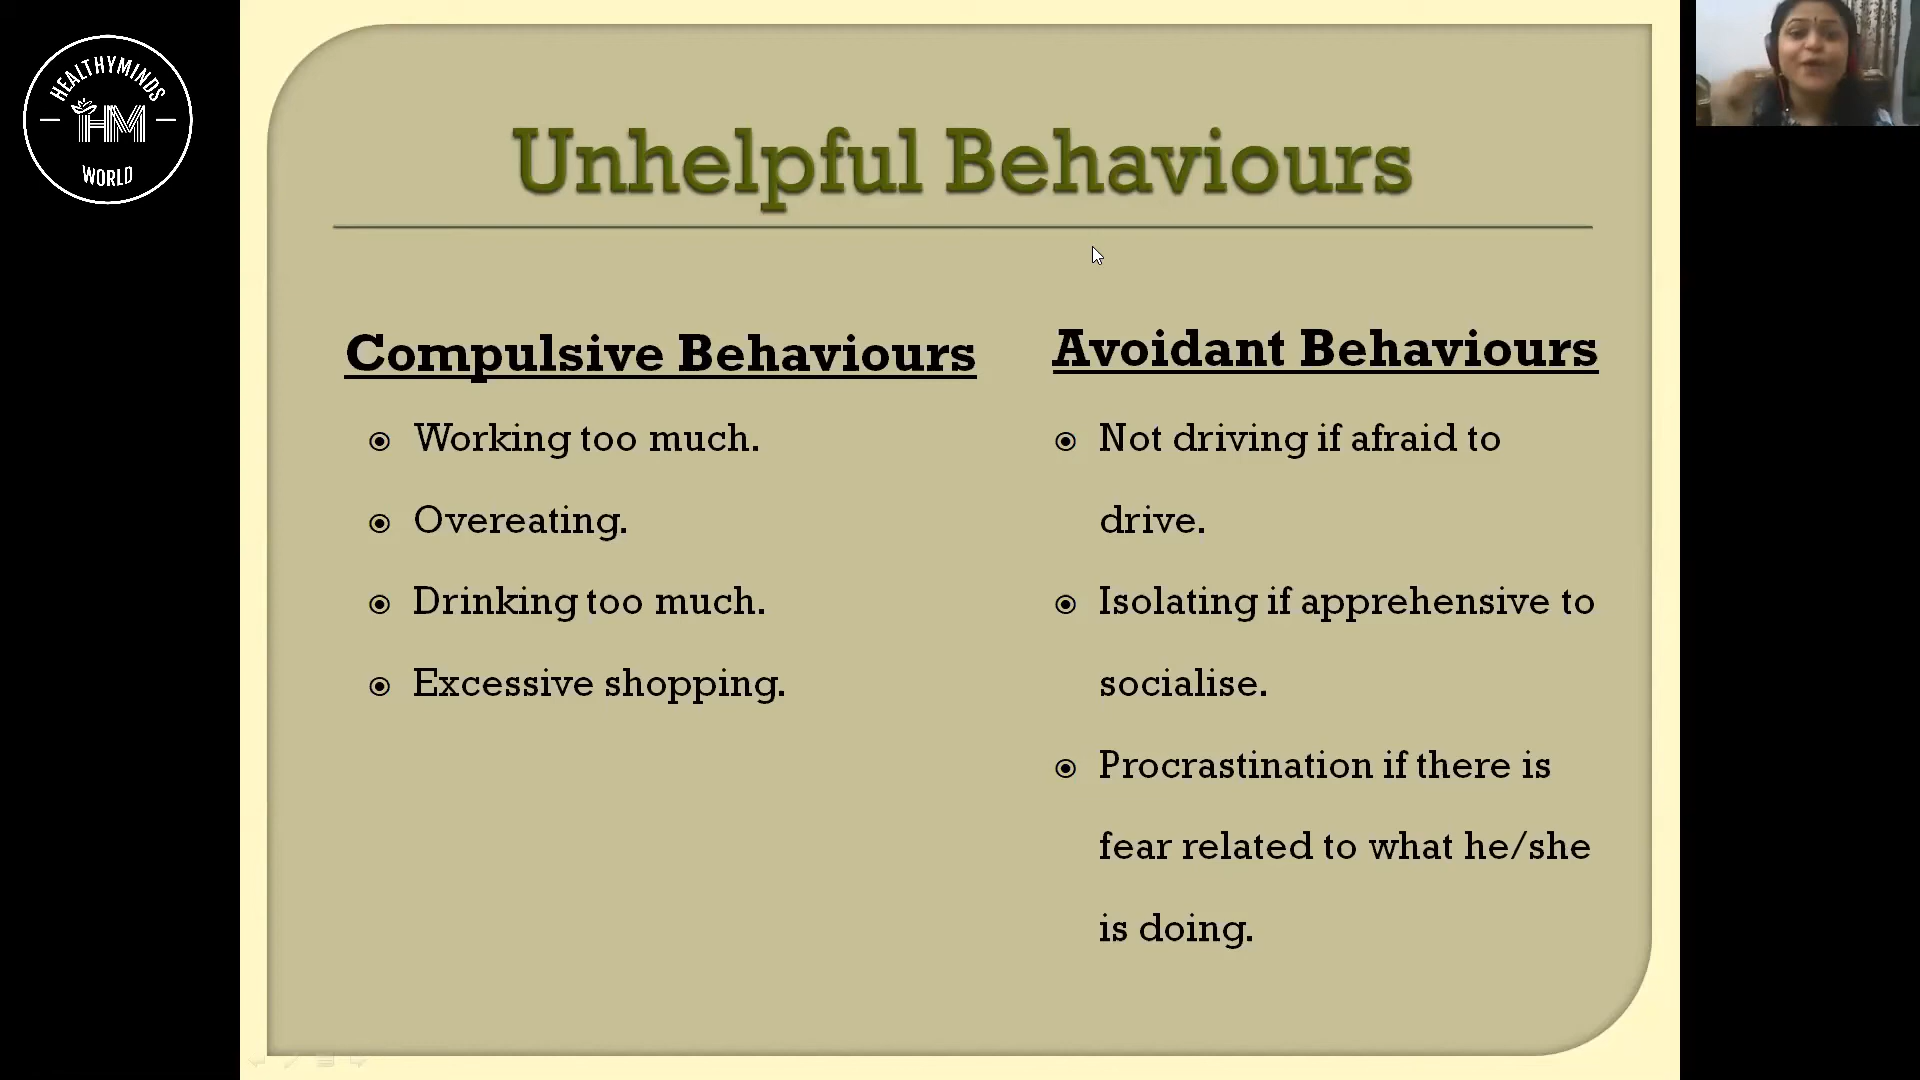 HEALTHYMINDS
HM
WORLD
Unhelpful Behaviours
Compulsive Behaviours
Working too much.
Overeating.
Drinking too much.
Excessive shopping.
Avoidant Behaviours
Not driving if afraid to
drive.
Isolating if apprehensive to
socialise.
Procrastination if there is
fear related to what he/she
is doing.